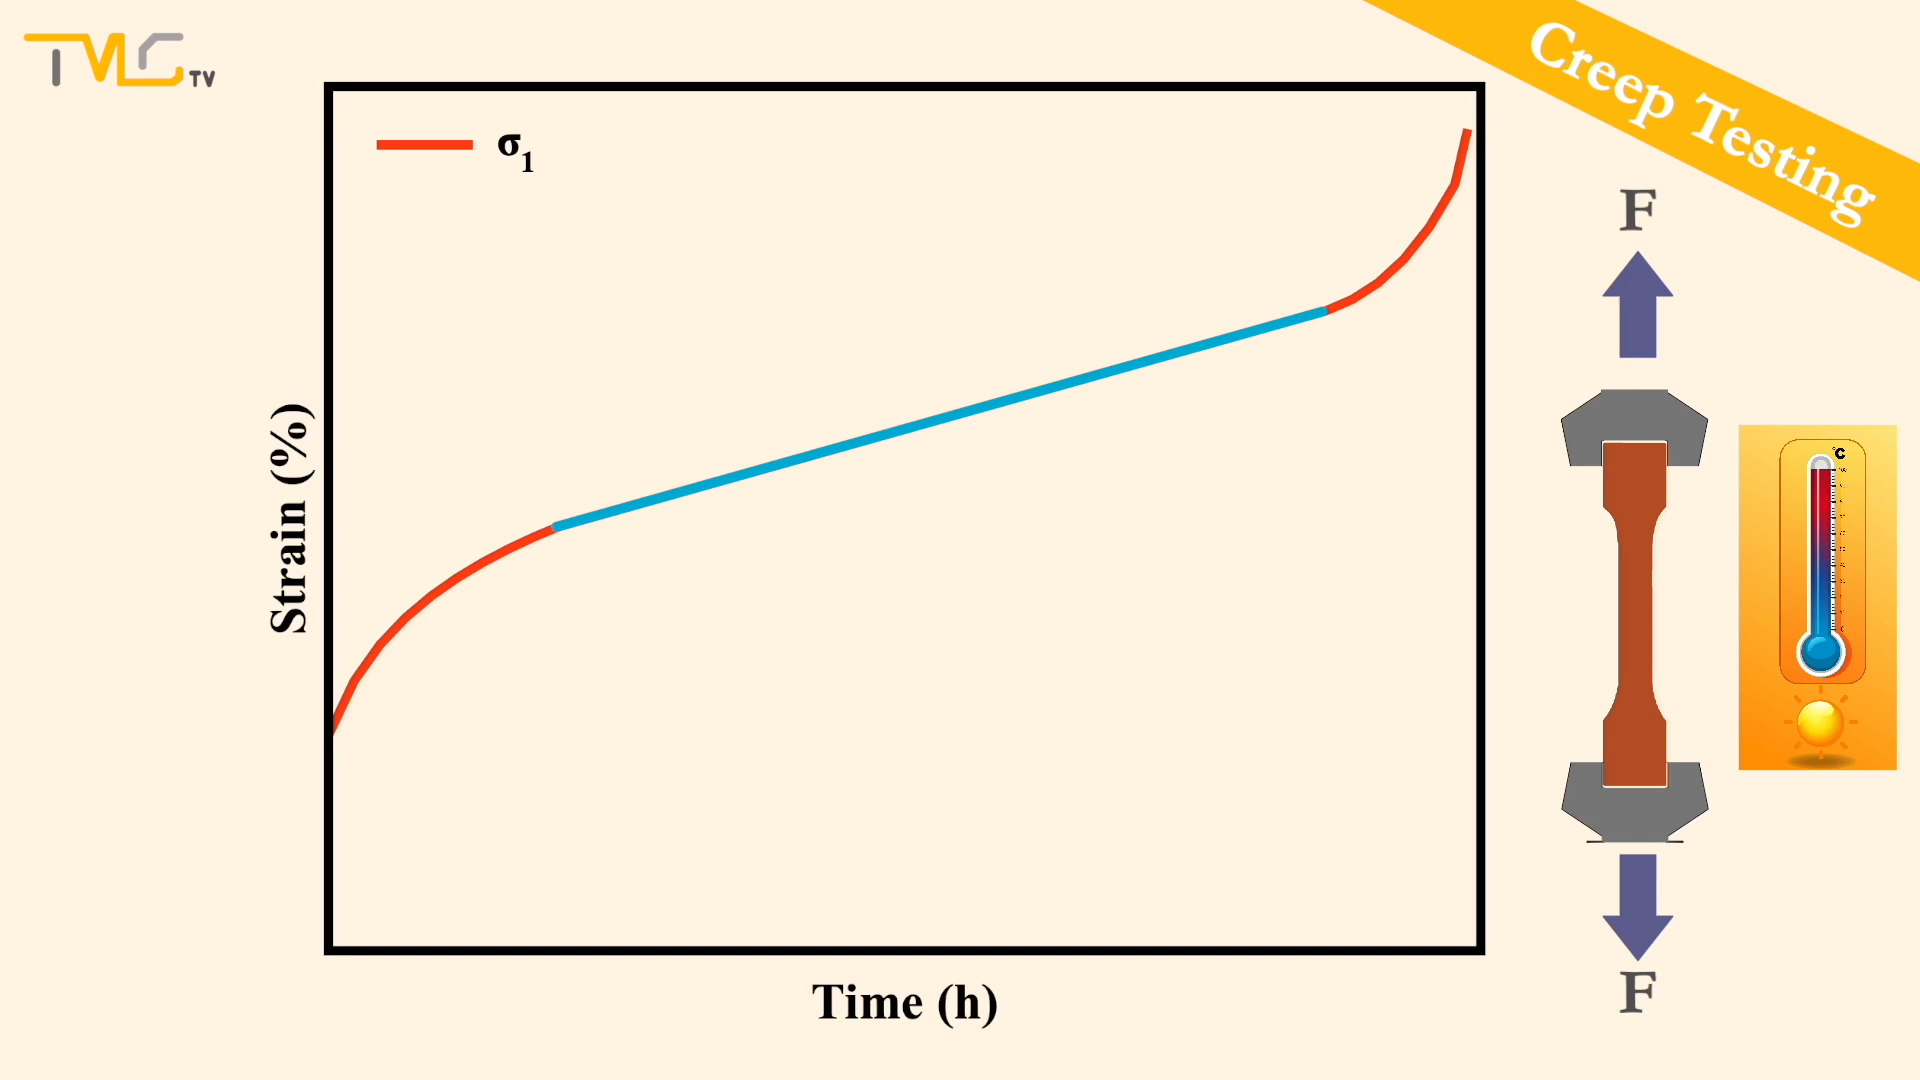 TMC TV
Creep Testing
σ1
F
Strain (%)
°C
Time (h)
F